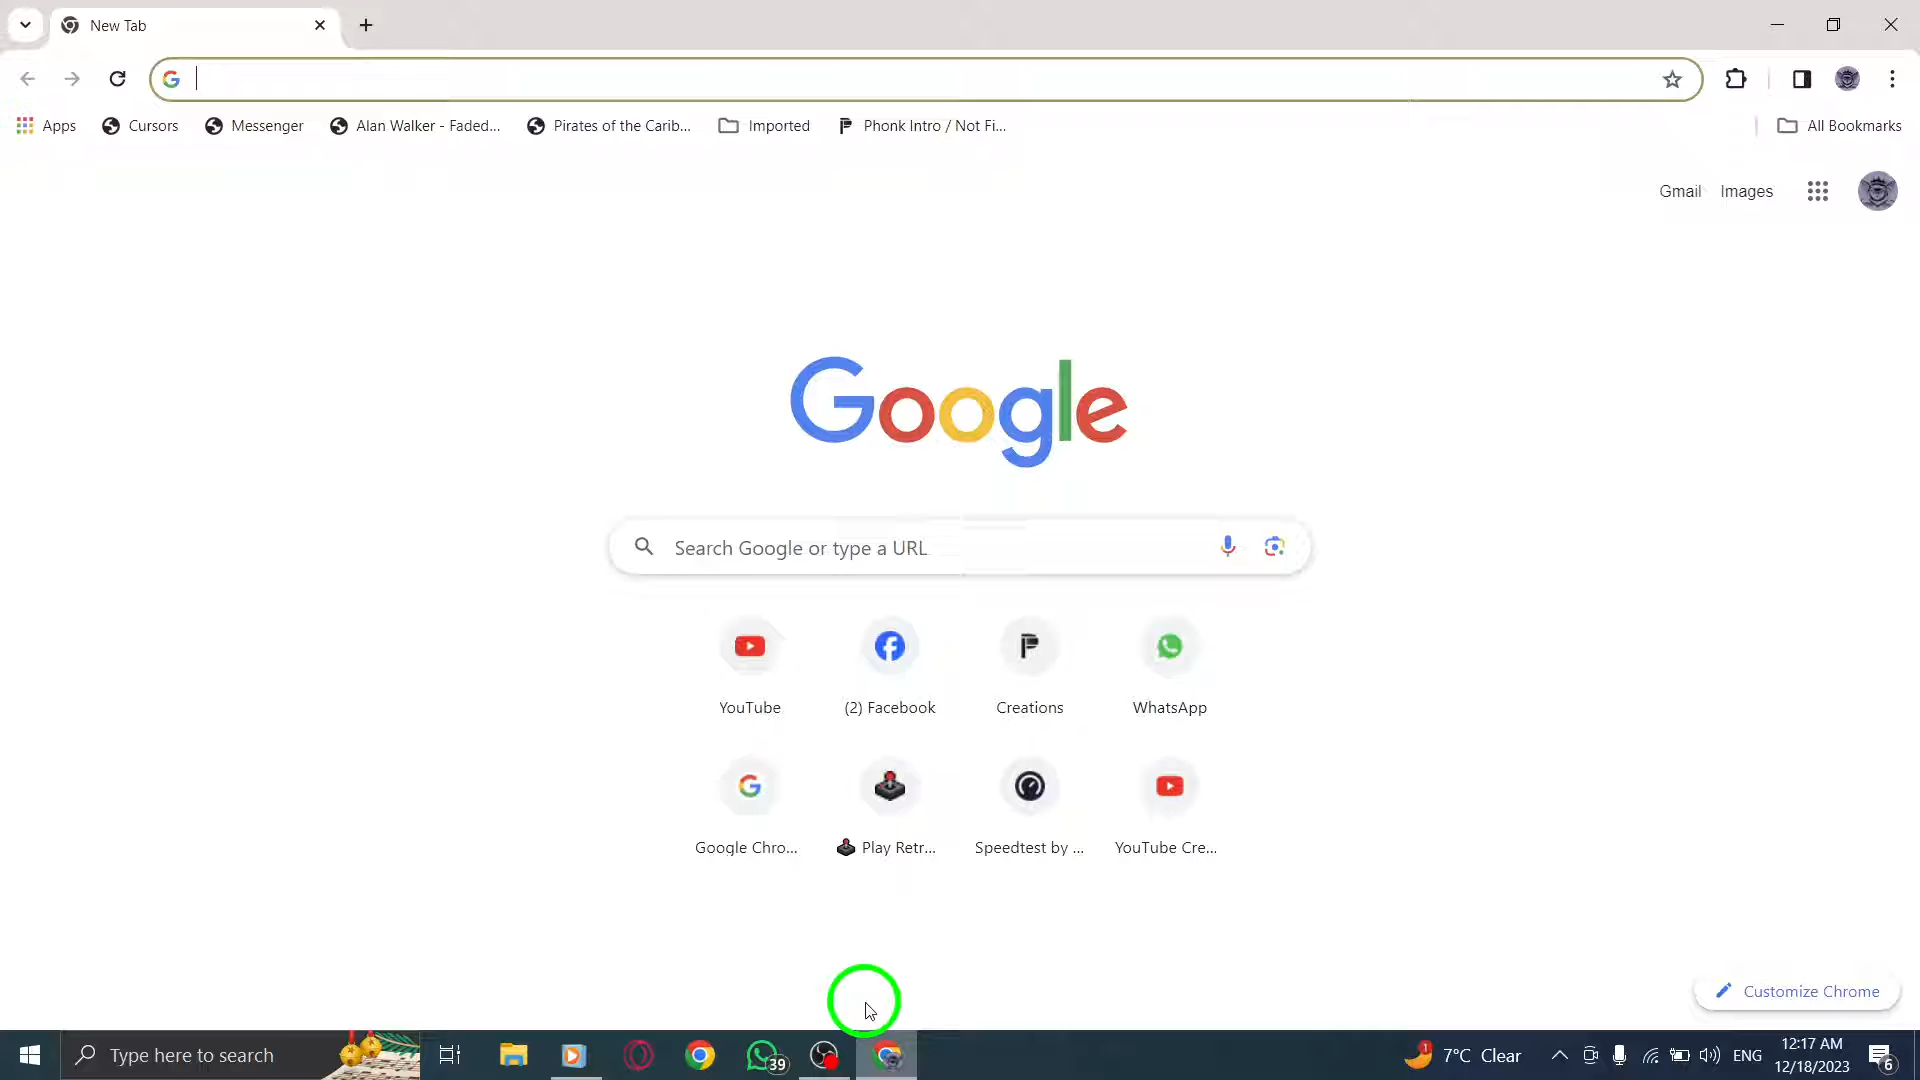 New Tab
Apps
Cursors
Messenger
Alan Walker - Faded...
Pirates of the Carib...
Imported
Phonk Intro / Not Fi...
All Bookmarks
Gmail Images
Google
Search Google or type a URL
YouTube
(2) Facebook
Creations
WhatsApp
Google Chro...
Play Retr...
Speedtest by ...
YouTube Cre...
Customize Chrome
Type here to search
39
1
7°C Clear
ENG
12:17 AM
12/18/2023
6